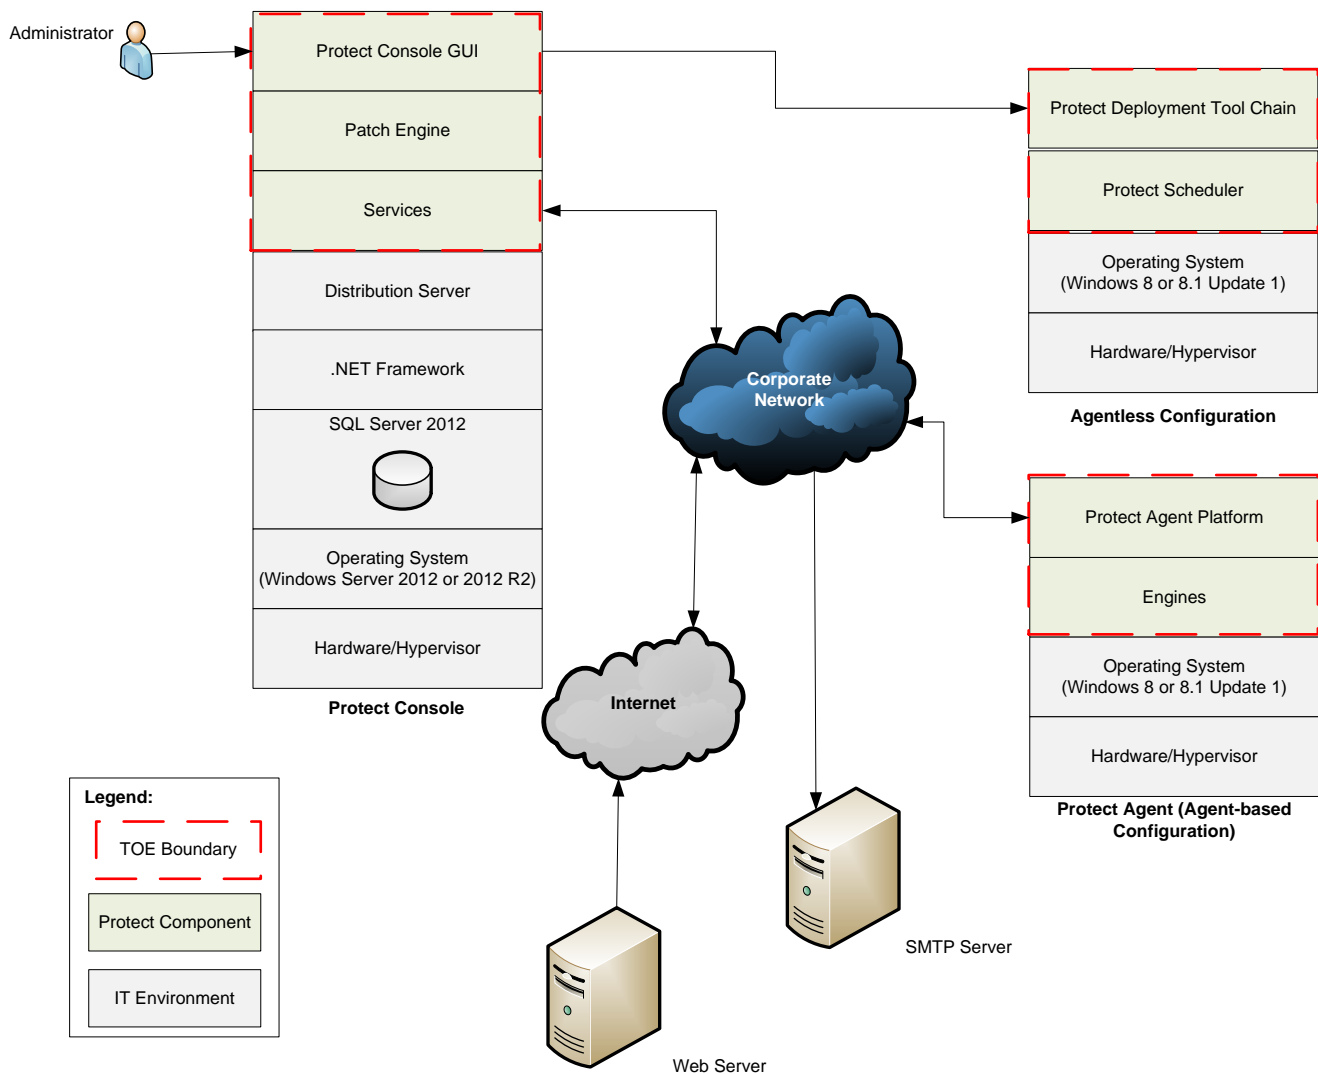 Administrator
Protect Console GUI
Patch Engine
Services
Distribution Server
.NET Framework
SQL Server 2012
Operating System
(Windows Server 2012 or 2012 R2)
Hardware/Hypervisor
Protect Console
Protect Deployment Tool Chain
Protect Scheduler
Operating System
(Windows 8 or 8.1 Update 1)
Hardware/Hypervisor
Agentless Configuration
Corporate
Network
Protect Agent Platform
Engines
Operating System
(Windows 8 or 8.1 Update 1)
Hardware/Hypervisor
Protect Agent (Agent-based
Configuration)
Internet
SMTP Server
Web Server
Legend:
TOE Boundary
Protect Component
IT Environment